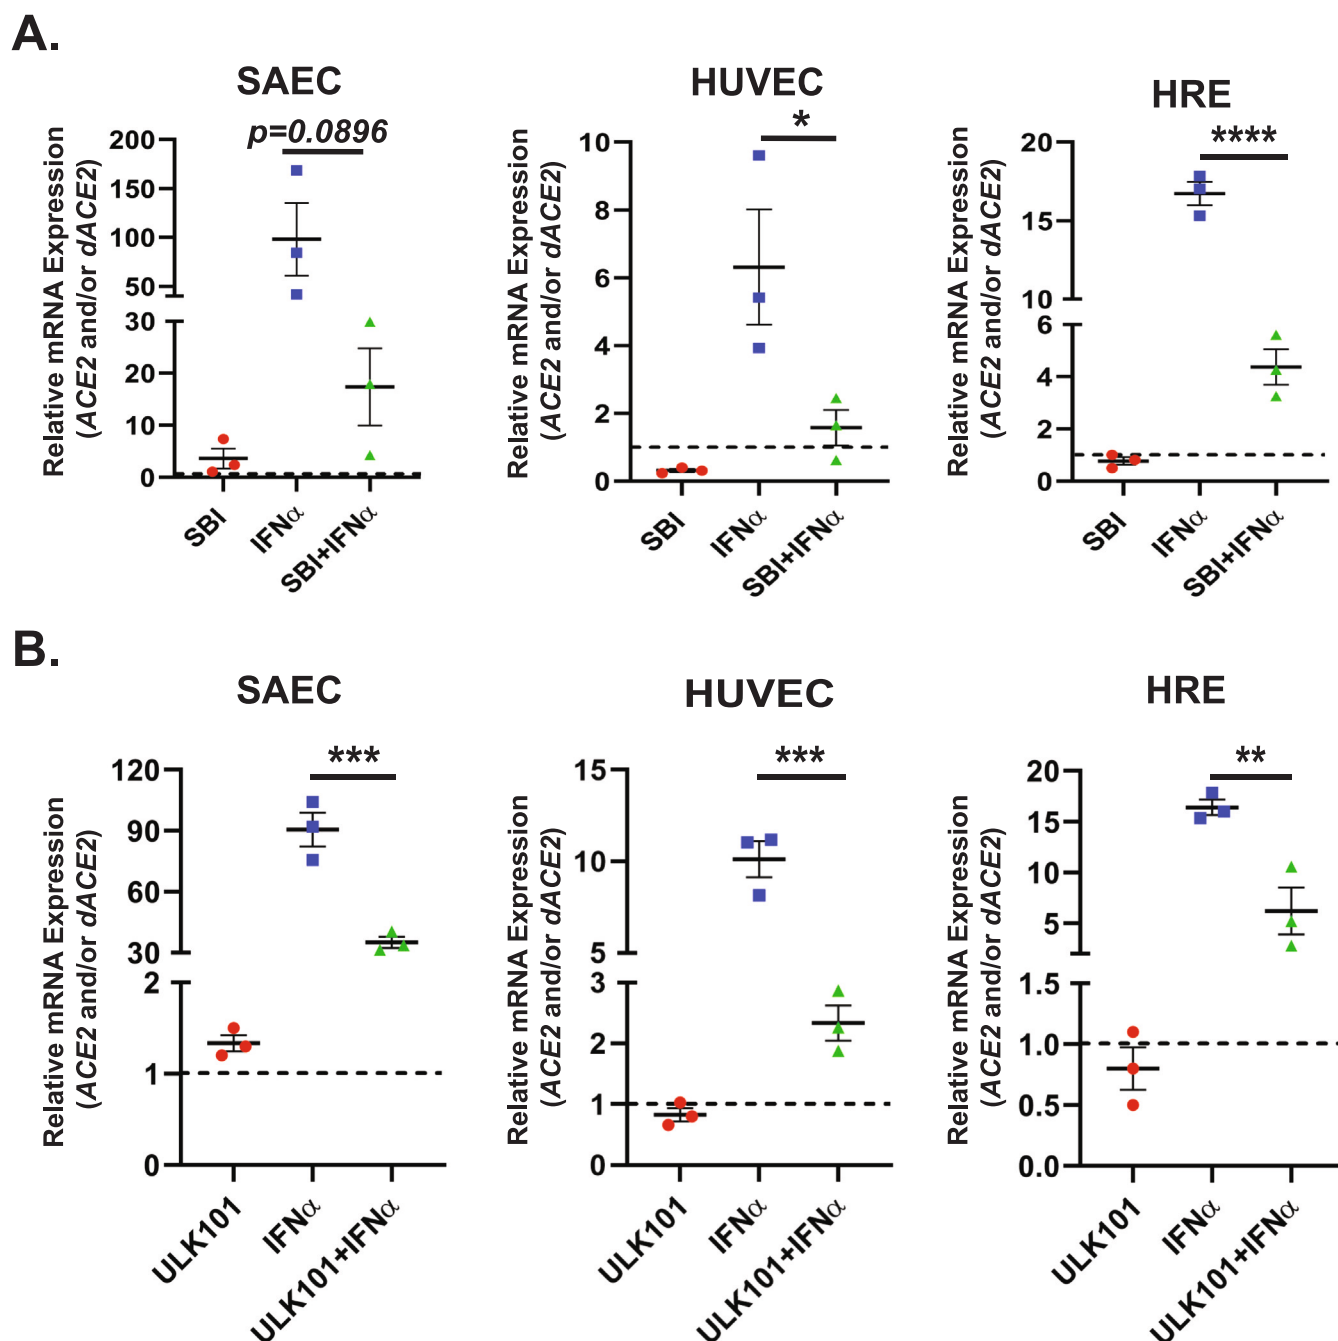 A.
SAEC
p=0.0896
Relative mRNA Expression
(ACE2 and/or dACE2)
200
150
100
50
30
20
10
0
SBI
IFNα
SBI+IFNα
HUVEC
*
Relative mRNA Expression
(ACE2 and/or dACE2)
10
8
6
4
2
0
SBI
IFNα
SBI+IFNα
HRE
****
Relative mRNA Expression
(ACE2 and/or dACE2)
20
15
10
6
4
2
0
SBI
IFNα
SBI+IFNα
B.
SAEC
***
Relative mRNA Expression
(ACE2 and/or dACE2)
120
90
60
30
2
1
0
ULK101
IFNα
ULK101+IFNα
HUVEC
***
Relative mRNA Expression
(ACE2 and/or dACE2)
15
10
5
3
2
1
0
ULK101
IFNα
ULK101+IFNα
HRE
**
Relative mRNA Expression
(ACE2 and/or dACE2)
20
15
10
5
1.5
1.0
0.5
0.0
ULK101
IFNα
ULK101+IFNα